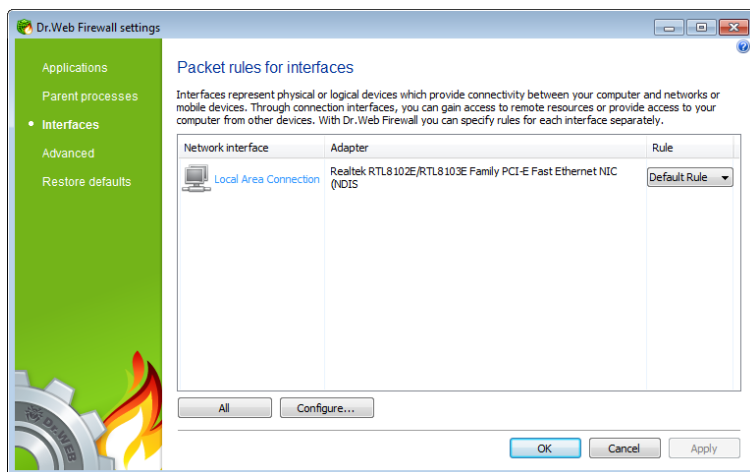 Dr.Web Firewall settings
Applications
Parent processes
Interfaces
Advanced
Restore defaults
Packet rules for interfaces
Interfaces represent physical or logical devices which provide connectivity between your computer and networks or
mobile devices. Through connection interfaces, you can gain access to remote resources or provide access to your
computer from other devices. With Dr.Web Firewall you can specify rules for each interface separately.
Network interface Adapter Rule
Local Area Connection Realtek RTL8102E/RTL8103E Family PCI-E Fast Ethernet NIC Default Rule
(NDIS
All Configure...
OK Cancel Apply
Dr.WEB